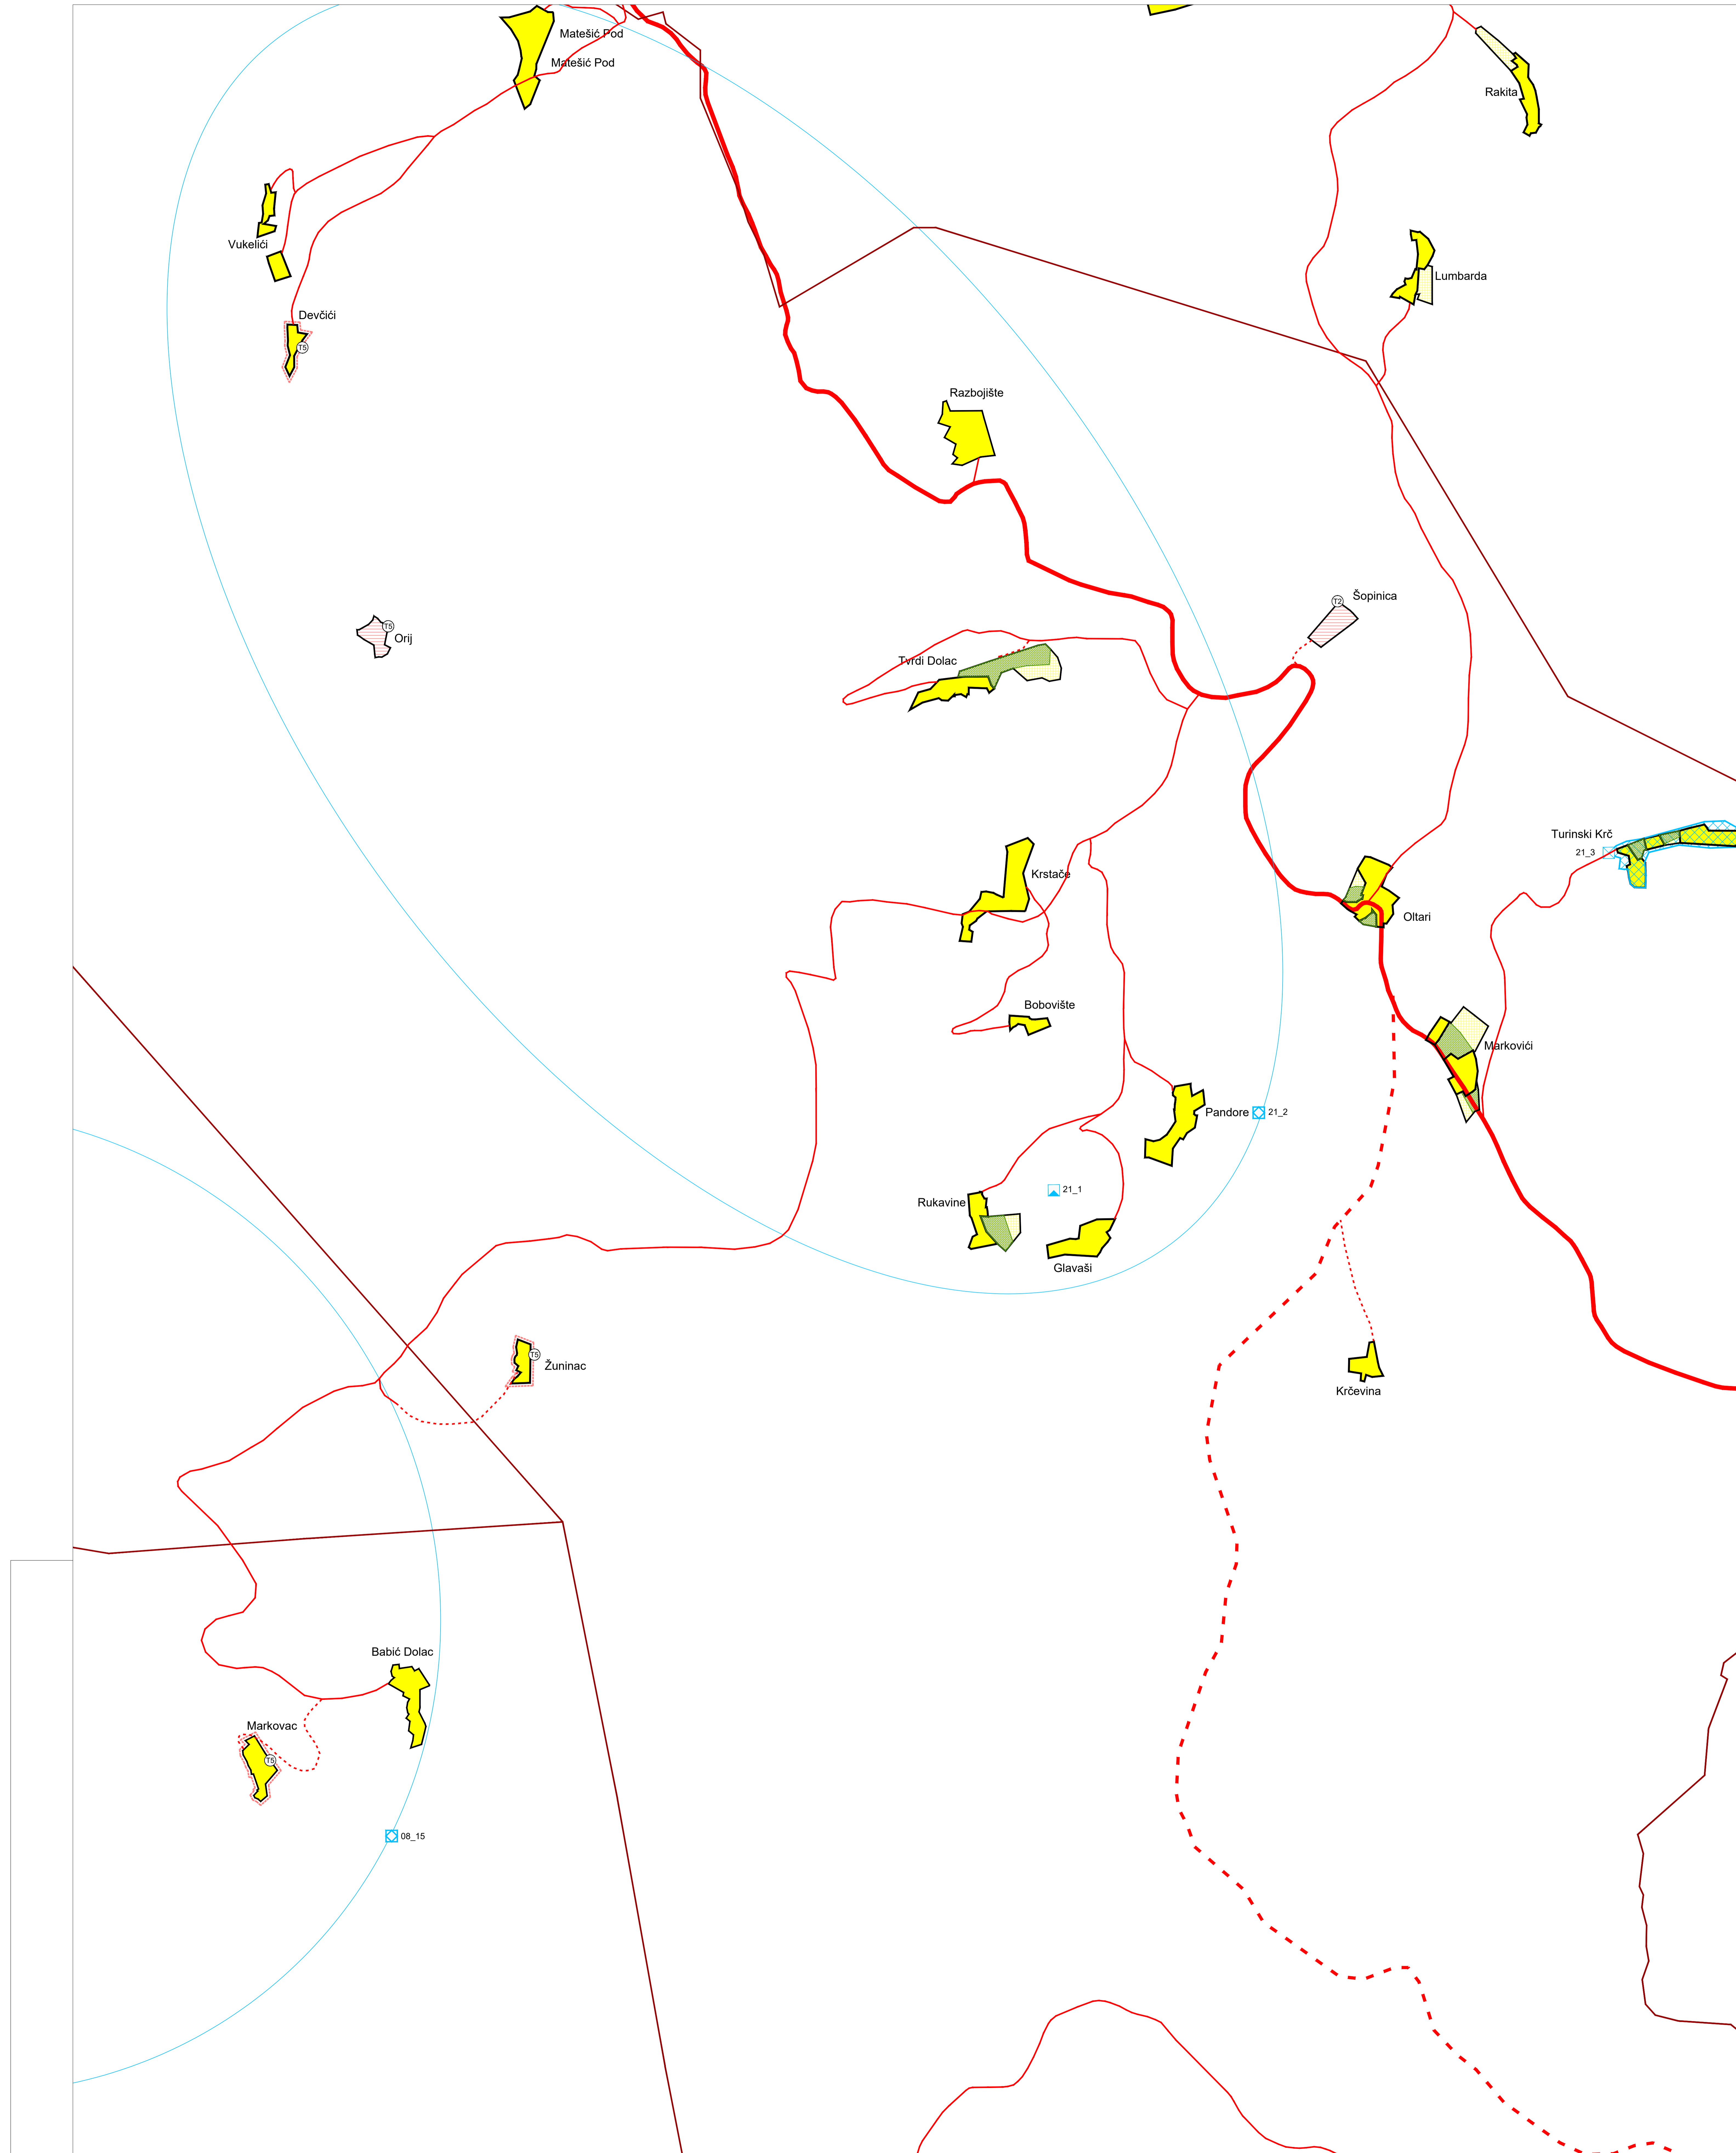 Matešić Pod
Matešić Pod
Rakita
Vukelići
Lumbarda
Devčići
T5
Razbojište
T2
Šopinica
T5
Orij
Tvrdi Dolac
Turinski Krč
21_3
Krstače
Oltari
Bobovište
Markovići
Pandore
21_2
21_1
Rukavine
Glavaši
T5
Žuninac
Krčevina
Babić Dolac
Markovac
T5
08_15